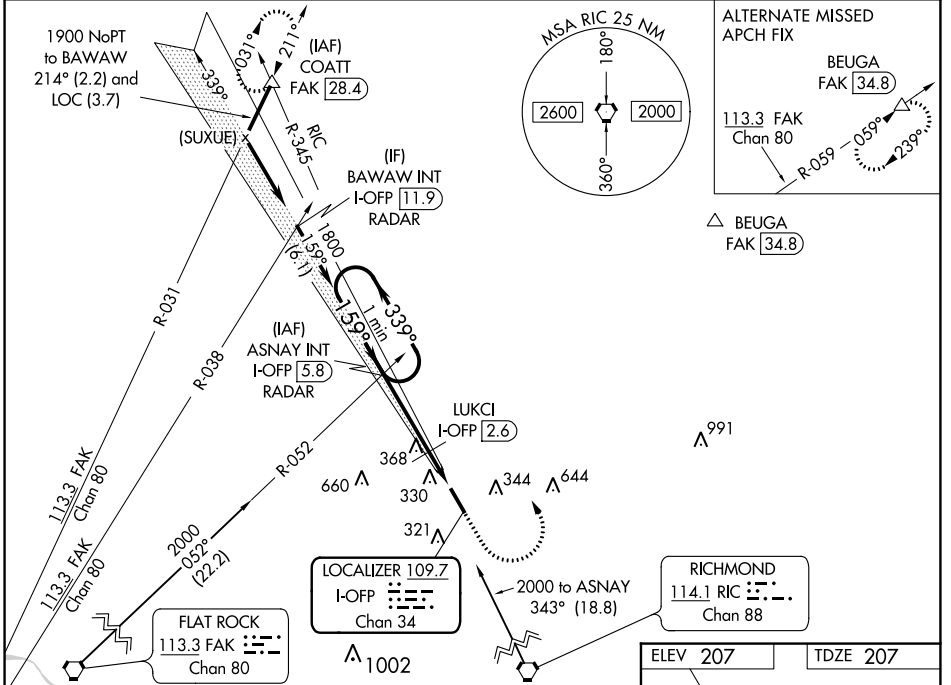 1900 NoPT
to BAWAW
214° (2.2) and
LOC (3.7)
339°
031°
211°
(IAF)
COATT
FAK 28.4
(SUXUE)
RIC
R-345
(IF)
BAWAW INT
I-OFP 11.9
RADAR
MSA RIC 25 NM
180°
2600
2000
360°
ALTERNATE MISSED
APCH FIX
BEUGA
FAK 34.8
113.3 FAK
Chan 80
R-059
059°
239°
BEUGA
FAK 34.8
1800
159°
(6.1)
1 min
339°
159°
R-031
R-038
(IAF)
ASNAY INT
I-OFP 5.8
RADAR
LUKCI
I-OFP 2.6
R-052
991
368
660
330
344
644
321
113.3 FAK
Chan 80
113.3 FAK
Chan 80
2000
052°
(22.2)
LOCALIZER 109.7
I-OFP
Chan 34
2000 to ASNAY
343° (18.8)
RICHMOND
114.1 RIC
Chan 88
FLAT ROCK
113.3 FAK
Chan 80
1002
ELEV 207
TDZE 207